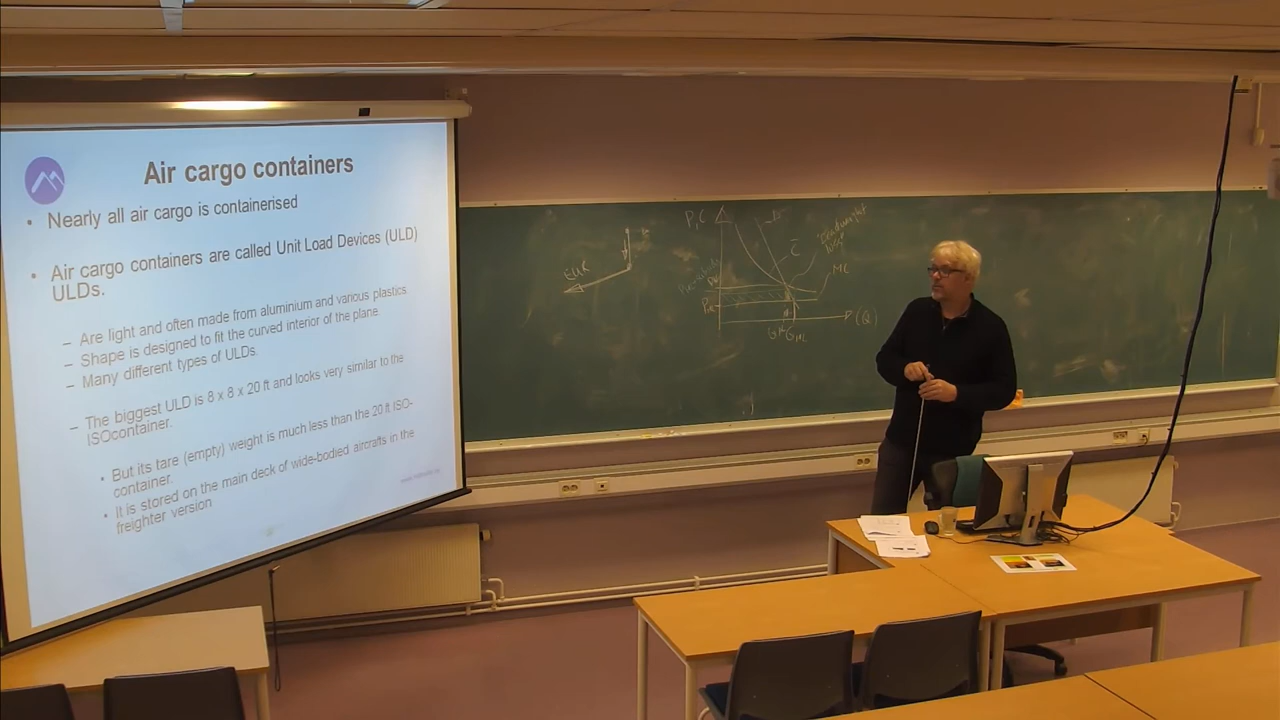 Air cargo containers
• Nearly all air cargo is containerised
• Air cargo containers are called Unit Load Devices (ULD)
ULDs.
– Are light and often made from aluminium and various plastics
– Shape is designed to fit the curved interior of the plane.
– Many different types of ULDs.
– The biggest ULD is 8 x 8 x 20 ft and looks very similar to the
ISOcontainer.
• But its tare (empty) weight is much less than the 20 ft ISO-
container.
• It is stored on the main deck of wide-bodied aircrafts in the
freighter version
EUR
P,C
D
C
Deadweight
loss
MC
(Q)